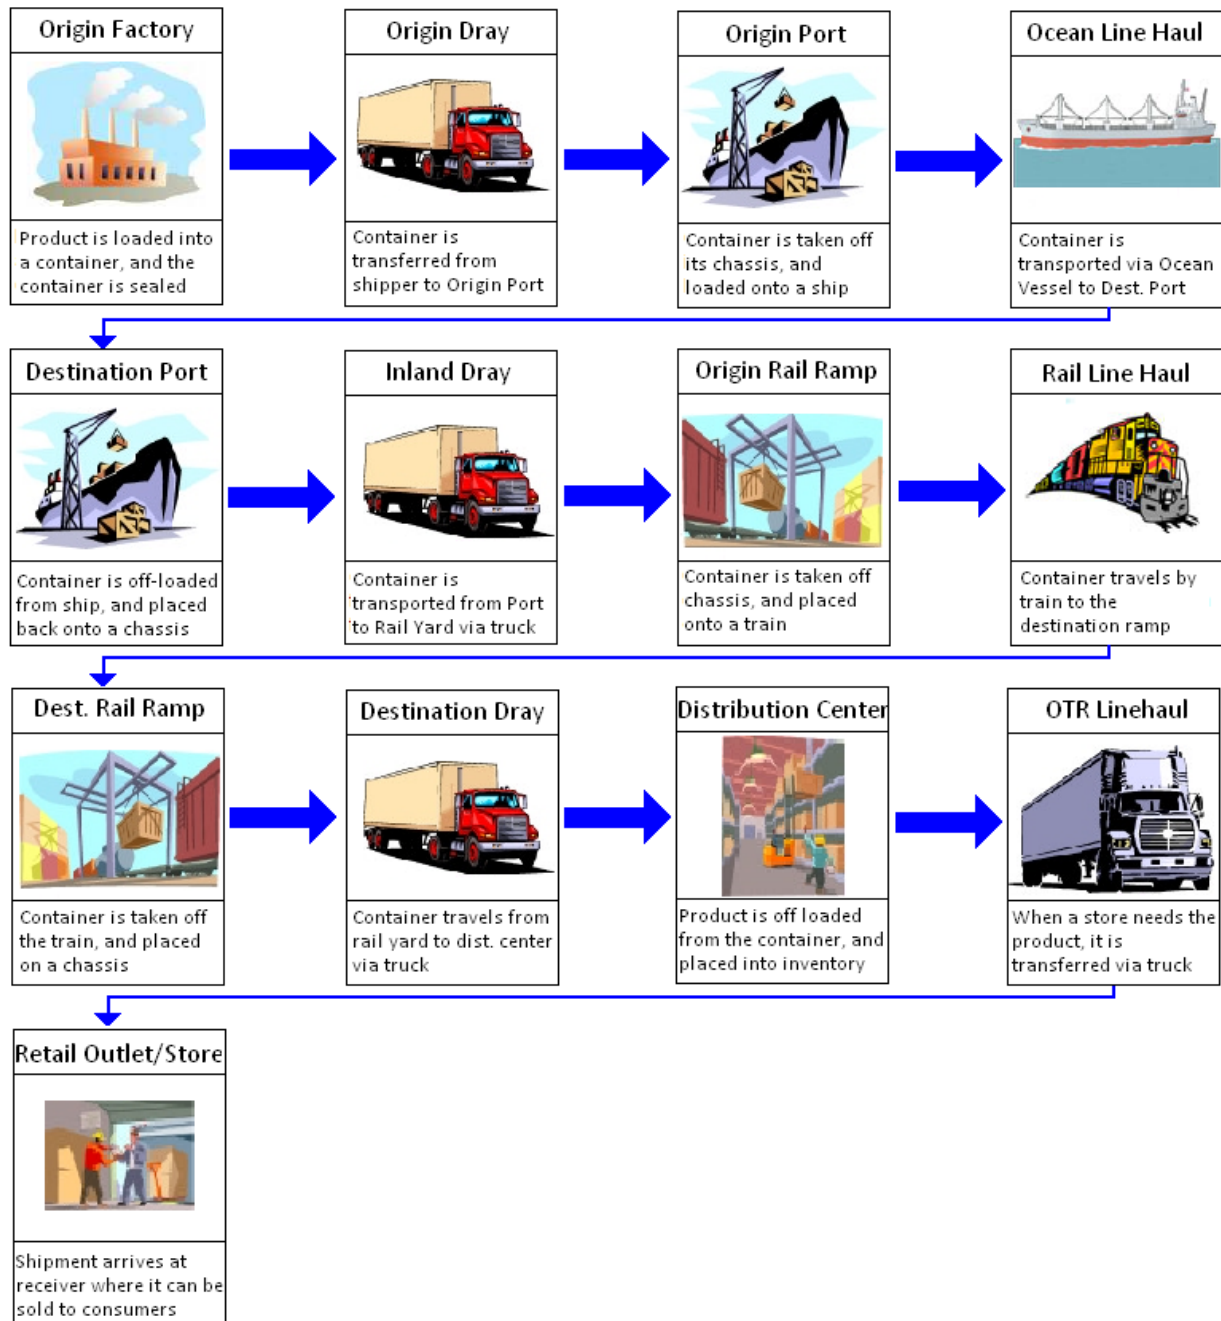 Origin Factory
Product is loaded into
a container, and the
container is sealed
Origin Dray
Container is
transferred from
shipper to Origin Port
Origin Port
Container is taken off
its chassis, and
loaded onto a ship
Ocean Line Haul
Container is
transported via Ocean
Vessel to Dest. Port
Destination Port
Container is off-loaded
from ship, and placed
back onto a chassis
Inland Dray
Container is
transported from Port
to Rail Yard via truck
Origin Rail Ramp
Container is taken off
chassis, and placed
onto a train
Rail Line Haul
Container travels by
train to the
destination ramp
Dest. Rail Ramp
Container is taken off
the train, and placed
on a chassis
Destination Dray
Container travels from
rail yard to dist. center
via truck
Distribution Center
Product is off loaded
from the container, and
placed into inventory
OTR Linehaul
When a store needs the
product, it is
transferred via truck
Retail Outlet/Store
Shipment arrives at
receiver where it can be
sold to consumers